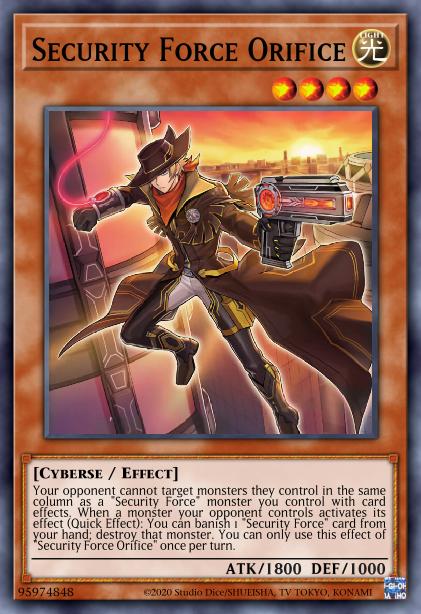 SECURITY FORCE ORIFICE
LIGHT
光
[CYBERSE / EFFECT]
Your opponent cannot target monsters they control in the same
column as a "Security Force" monster you control with card
effects. When a monster your opponent controls activates its
effect (Quick Effect): You can banish 1 "Security Force" card from
your hand; destroy that monster. You can only use this effect of
"Security Force Orifice" once per turn.
ATK/1800 DEF/1000
95974848
©2020 Studio Dice/SHUEISHA, TV TOKYO, KONAMI